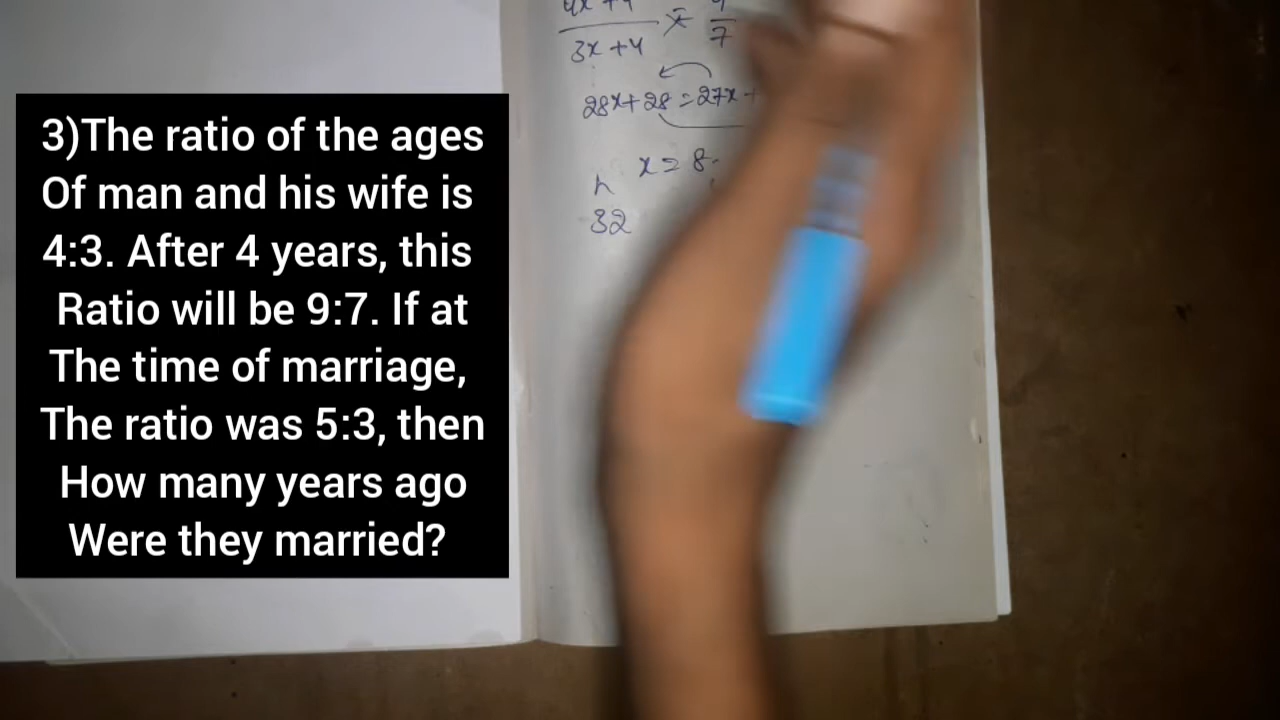 3)The ratio of the ages
Of man and his wife is
4:3. After 4 years, this
Ratio will be 9:7. If at
The time of marriage,
The ratio was 5:3, then
How many years ago
Were they married?
3x+4
7
28x+28=27x+
x=8
h
32